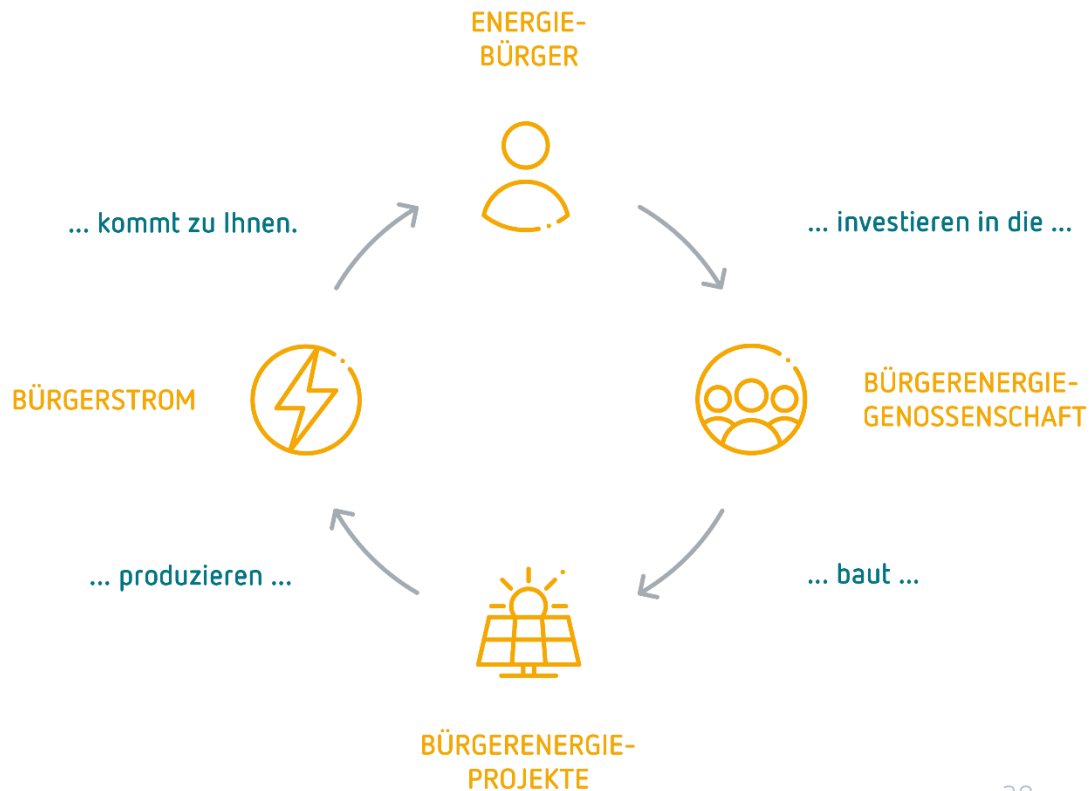 ENERGIE-
BÜRGER
... kommt zu Ihnen.
... investieren in die ...
BÜRGERSTROM
BÜRGERENERGIE-
GENOSSENSCHAFT
... produzieren ...
... baut ...
BÜRGERENERGIE-
PROJEKTE